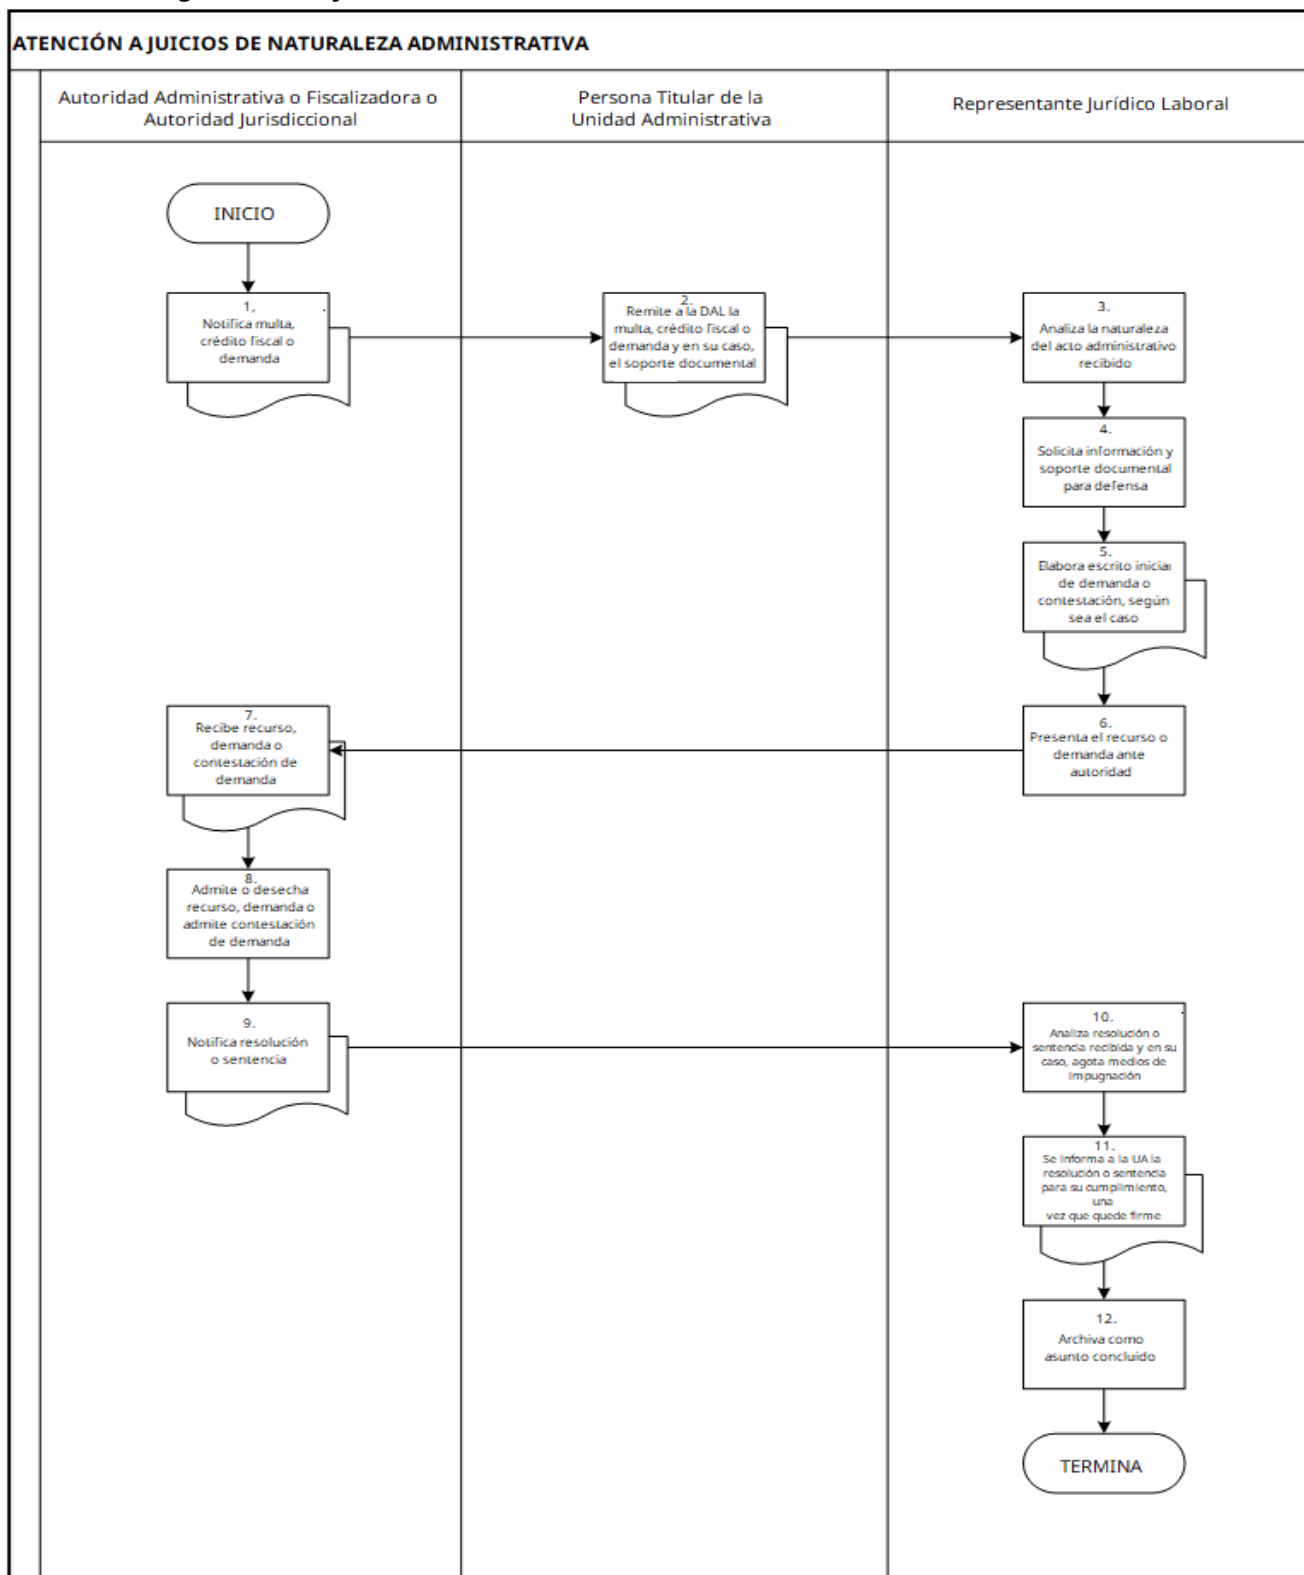 ATENCIÓN A JUICIOS DE NATURALEZA ADMINISTRATIVA
Autoridad Administrativa o Fiscalizadora o
Autoridad Jurisdiccional
Persona Titular de la
Unidad Administrativa
Representante Jurídico Laboral
INICIO
1,
Notifica multa,
crédito fiscal o
demanda
2.
Remite a la DAL la
multa, crédito fiscal o
demanda y en su caso,
el soporte documental
3.
Analiza la naturaleza
del acto administrativo
recibido
4.
Solicita información y
soporte documental
para defensa
5.
Elabora escrito inicial
de demanda o
contestación, según
sea el caso
6.
Presenta el recurso o
demanda ante
autoridad
7.
Recibe recurso,
demanda o
contestación de
demanda
8.
Admite o desecha
recurso, demanda o
admite contestación
de demanda
9.
Notifica resolución
o sentencia
10.
Analiza resolución o
sentencia recibida y en su
caso, agota medios de
impugnación
11.
Se informa a la UA la
resolución o sentencia
para su cumplimiento,
una
vez que quede firme
12.
Archiva como
asunto concluido
TERMINA